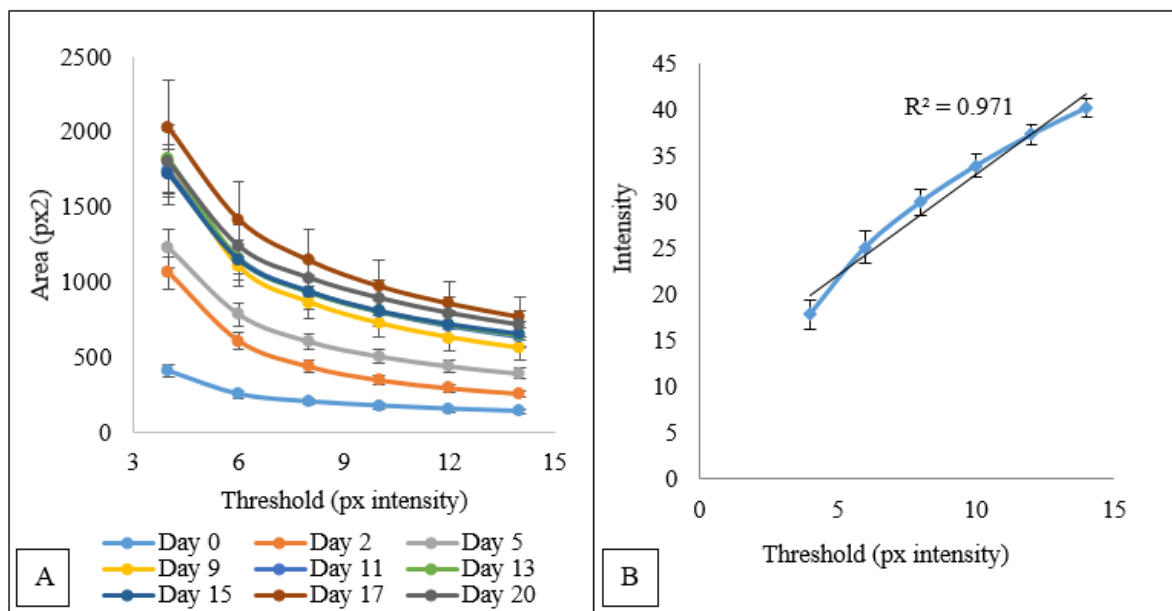 2500
2000
1500
1000
500
0
Area (px2)
3 6 9 12 15
Threshold (px intensity)
Day 0 Day 2 Day 5
Day 9 Day 11 Day 13
Day 15 Day 17 Day 20
A
45
40
35
30
25
20
15
10
5
0
Intensity
R² = 0.971
0 5 10 15
Threshold (px intensity)
B